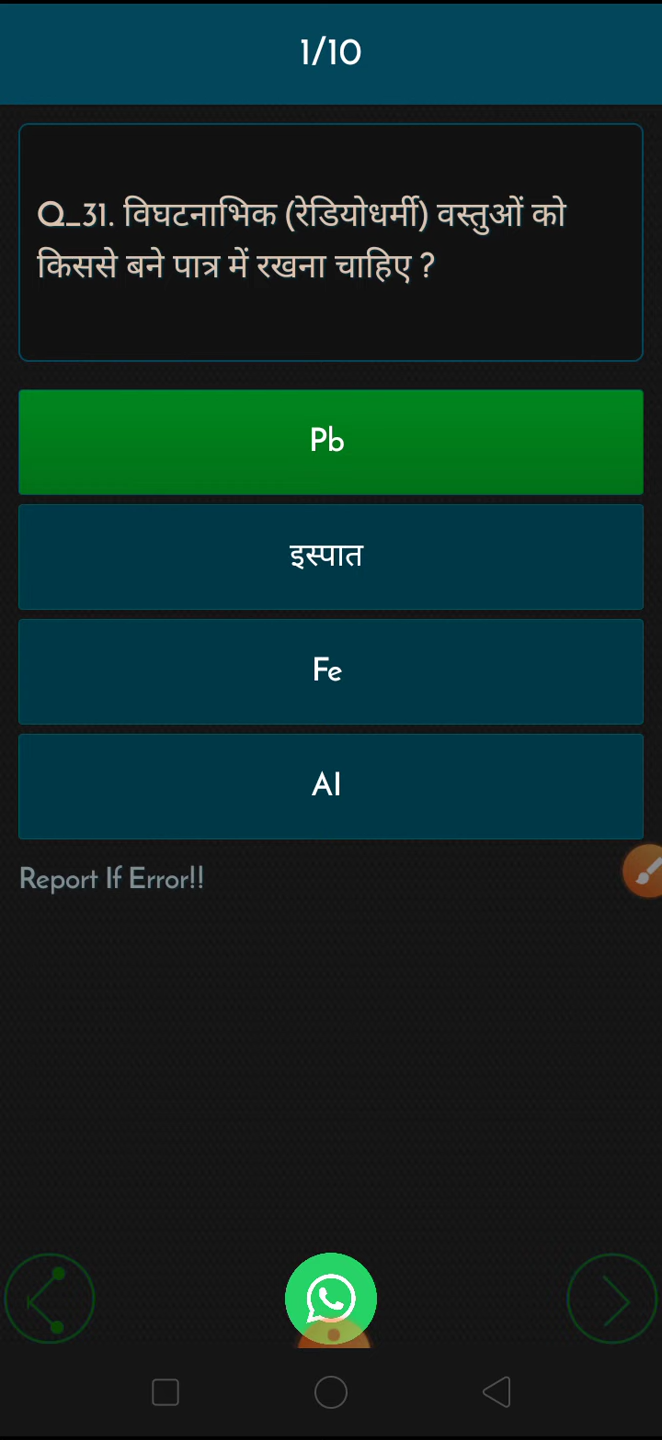 1/10
Q_31. विघटनाभिक (रेडियोधर्मी) वस्तुओं को
किससे बने पात्र में रखना चाहिए ?
Pb
इस्पात
Fe
Al
Report If Error!!